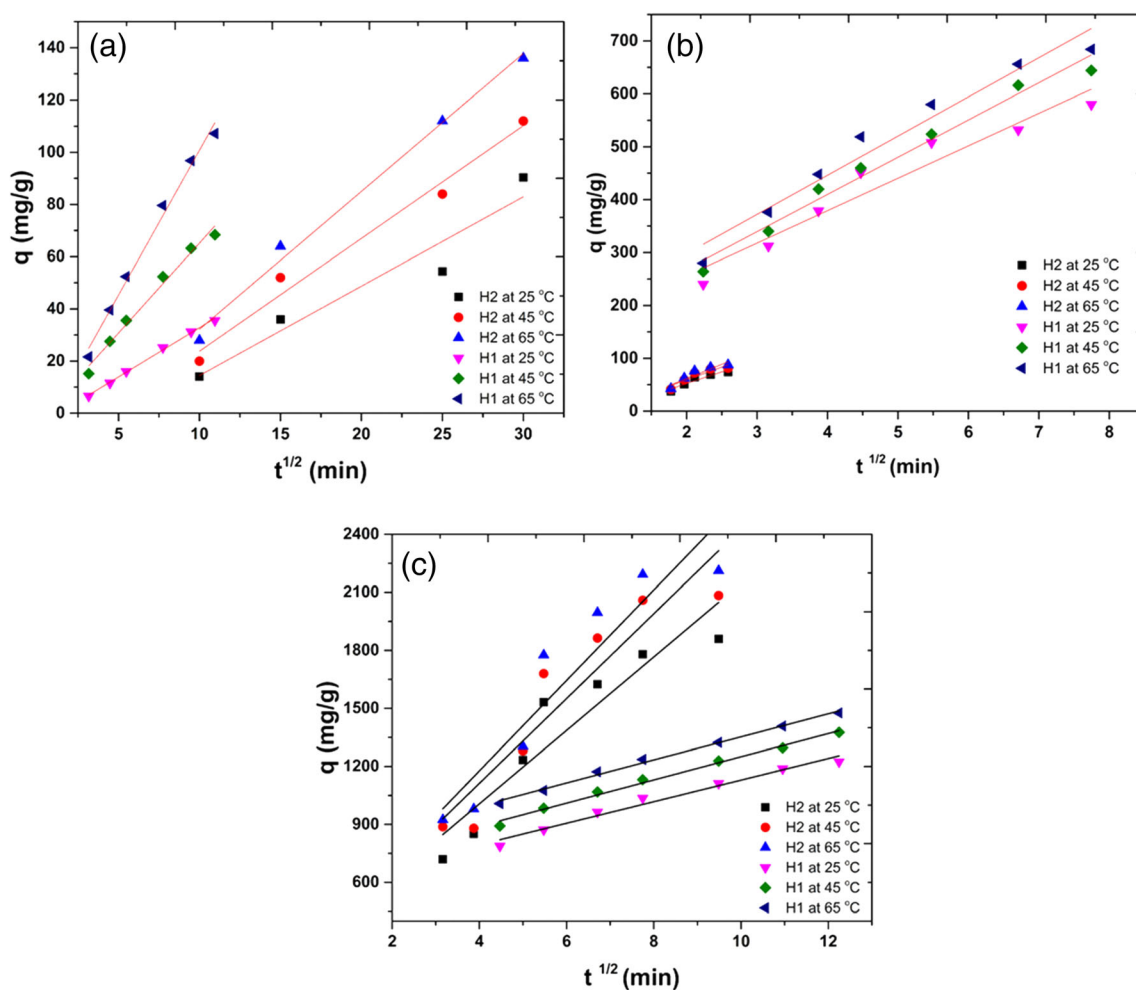 (a)
q (mg/g)
140
120
100
80
60
40
20
0
5
10
15
20
25
30
t1/2 (min)
H2 at 25 °C
H2 at 45 °C
H2 at 65 °C
H1 at 25 °C
H1 at 45 °C
H1 at 65 °C
(b)
q (mg/g)
700
600
500
400
300
200
100
0
2
3
4
5
6
7
8
t 1/2 (min)
H2 at 25 °C
H2 at 45 °C
H2 at 65 °C
H1 at 25 °C
H1 at 45 °C
H1 at 65 °C
(c)
q (mg/g)
2400
2100
1800
1500
1200
900
600
2
4
6
8
10
12
t 1/2 (min)
H2 at 25 °C
H2 at 45 °C
H2 at 65 °C
H1 at 25 °C
H1 at 45 °C
H1 at 65 °C